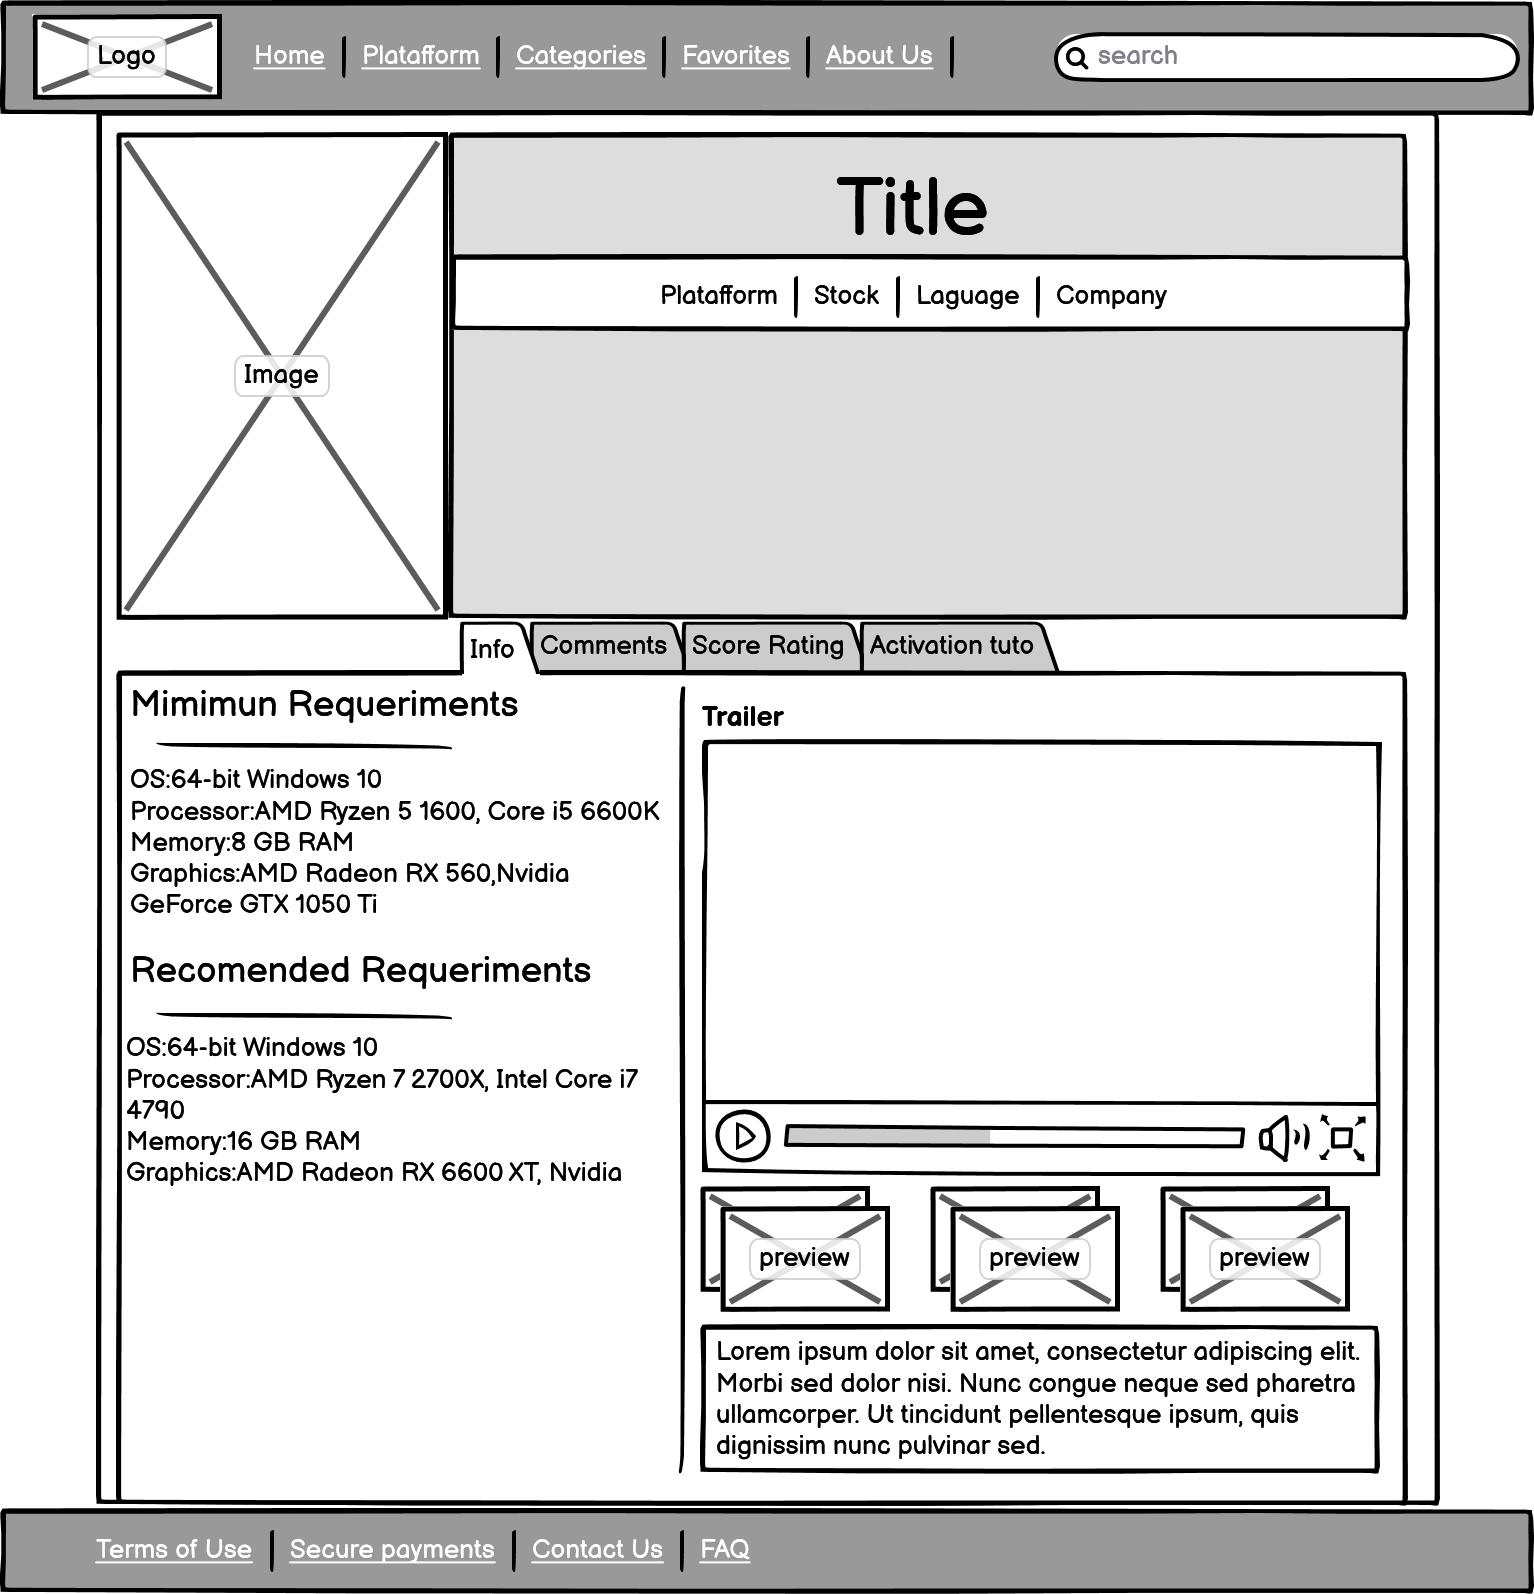 Logo
Home Platafform Categories Favorites About Us
search
Title
Platafform Stock Laguage Company
Image
Info Comments Score Rating Activation tuto
Mimimun Requeriments
OS:64-bit Windows 10
Processor:AMD Ryzen 5 1600, Core i5 6600K
Memory:8 GB RAM
Graphics:AMD Radeon RX 560,Nvidia
GeForce GTX 1050 Ti
Recomended Requeriments
OS:64-bit Windows 10
Processor:AMD Ryzen 7 2700X, Intel Core i7
4790
Memory:16 GB RAM
Graphics:AMD Radeon RX 6600 XT, Nvidia
Trailer
preview preview preview
Lorem ipsum dolor sit amet, consectetur adipiscing elit.
Morbi sed dolor nisi. Nunc congue neque sed pharetra
ullamcorper. Ut tincidunt pellentesque ipsum, quis
dignissim nunc pulvinar sed.
Terms of Use Secure payments Contact Us FAQ